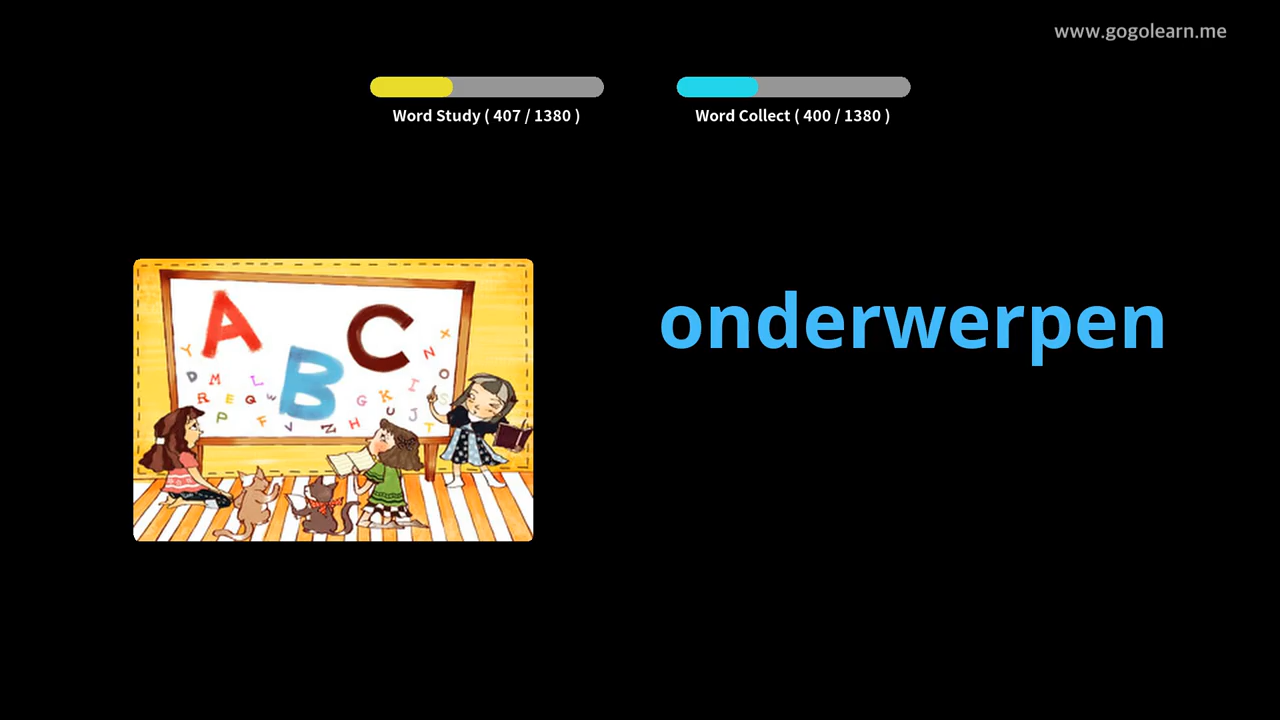 www.gogolearn.me
Word Study ( 407 / 1380 )
Word Collect ( 400 / 1380 )
onderwerpen
A
B
C
Y
D M L
R E Q W
P F V Z H
G K I
U J T
X
N
O
S